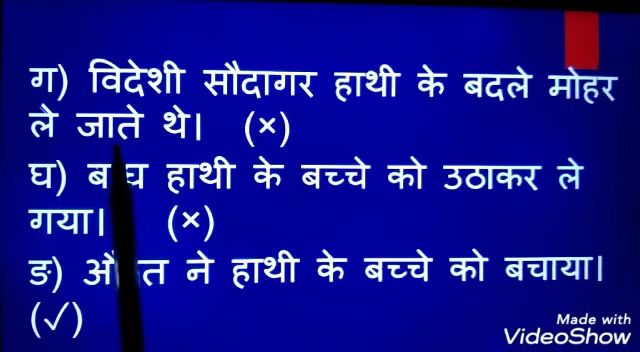 ग) विदेशी सौदागर हाथी के बदले मोहर
ले जाते थे। (×)
घ) बाघ हाथी के बच्चे को उठाकर ले
गया। (×)
ङ) ने हाथी के बच्चे को बचाया।
(✓)
Made with
VideoShow